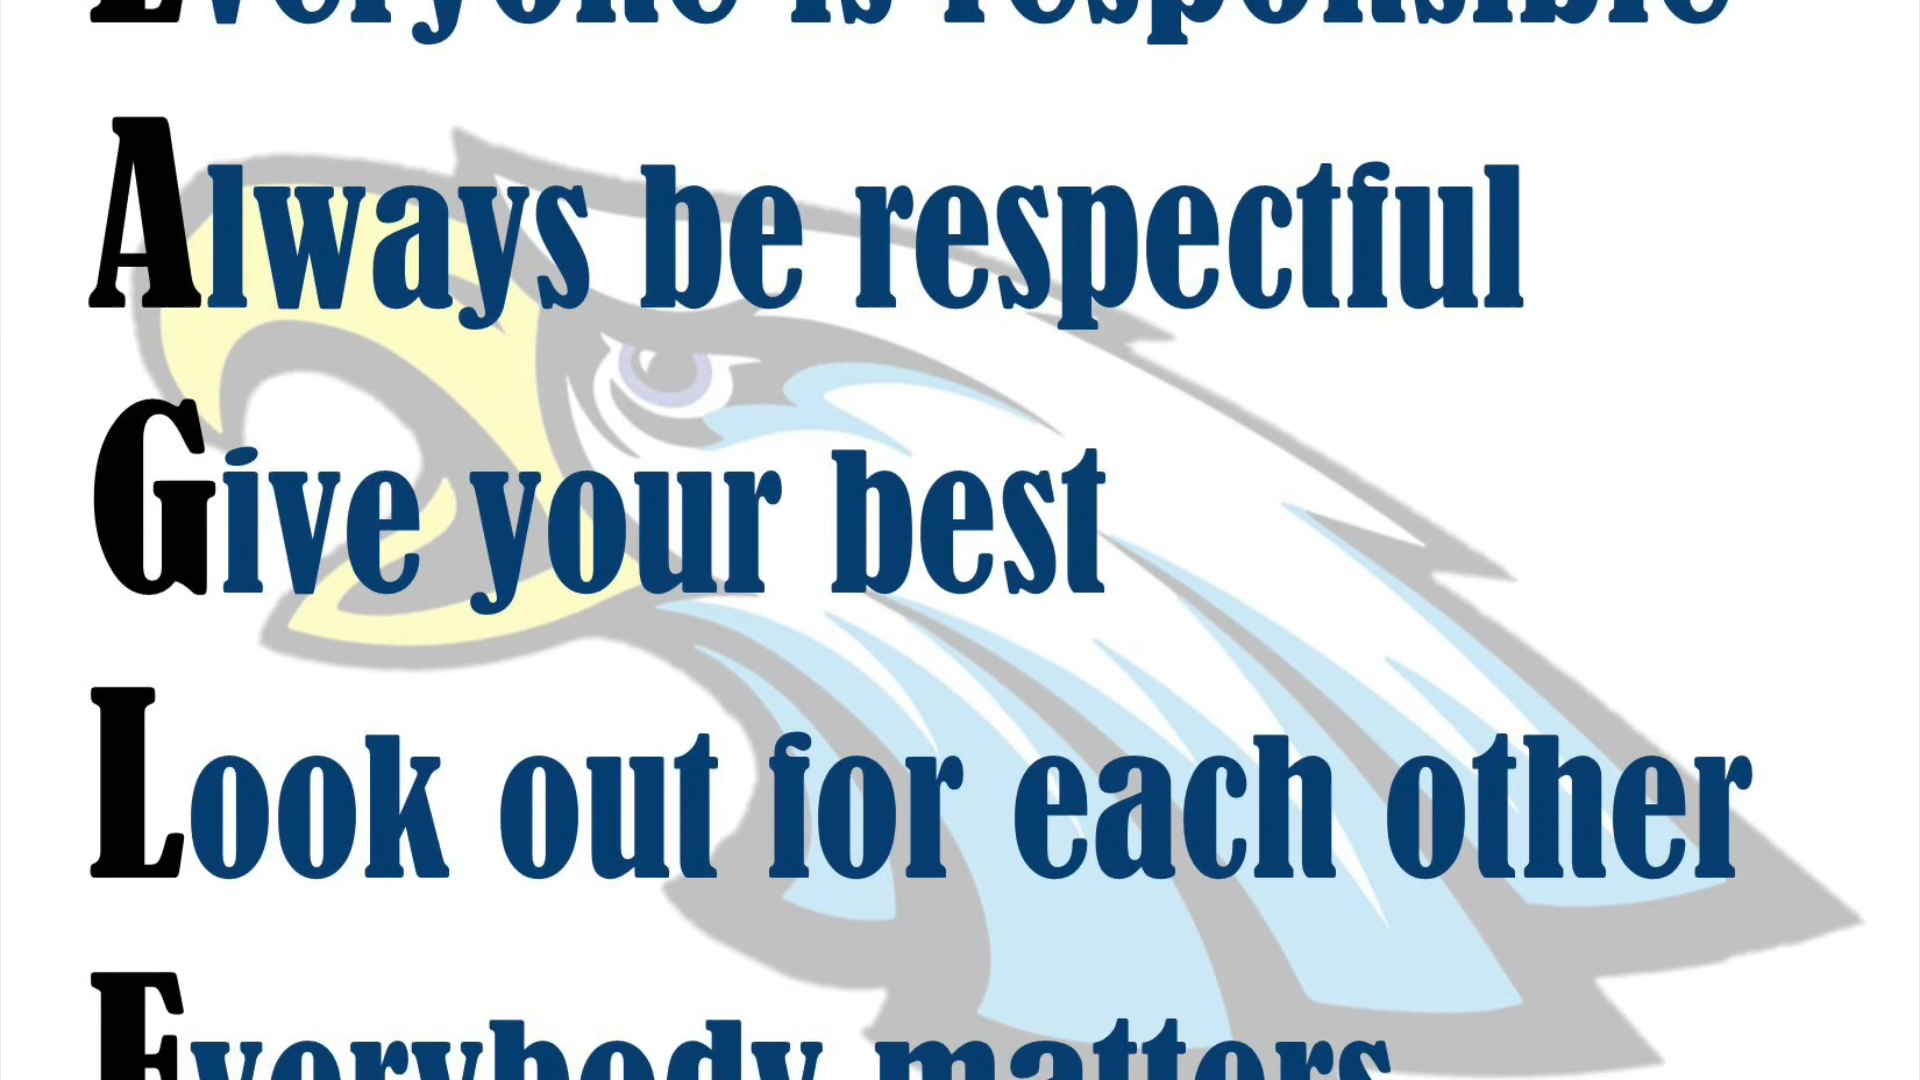 Everyone is responsible
Always be respectful
Give your best
Look out for each other
Everybody matters